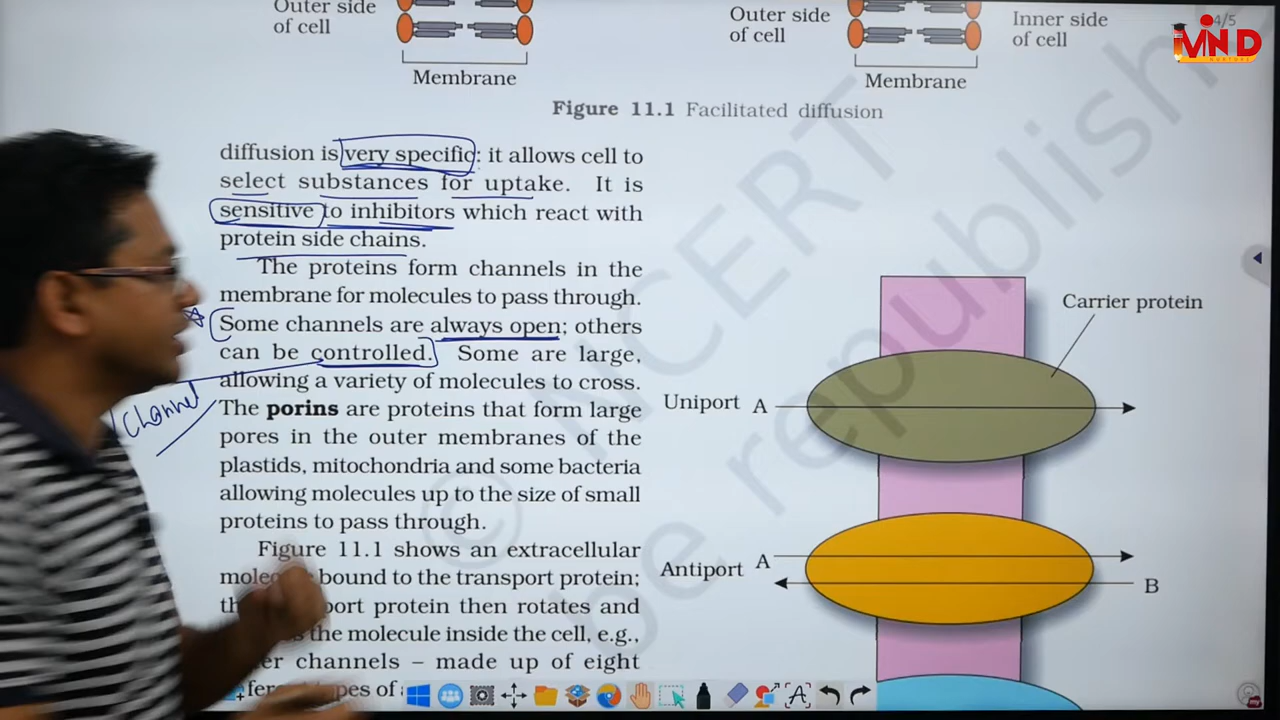 Outer side
of cell
Membrane
Outer side
of cell
Inner side
of cell
Membrane
4/5
MIND
Figure 11.1 Facilitated diffusion
diffusion is very specific: it allows cell to
select substances for uptake. It is
sensitive to inhibitors which react with
protein side chains.
The proteins form channels in the
membrane for molecules to pass through.
Some channels are always open; others
can be controlled. Some are large,
allowing a variety of molecules to cross.
The porins are proteins that form large
pores in the outer membranes of the
plastids, mitochondria and some bacteria
allowing molecules up to the size of small
proteins to pass through.
Figure 11.1 shows an extracellular
bound to the transport protein;
protein then rotates and
the molecule inside the cell, e.g.,
channels – made up of eight
of
Channel
Carrier protein
Uniport A
Antiport A
B
© NCERT
be republish